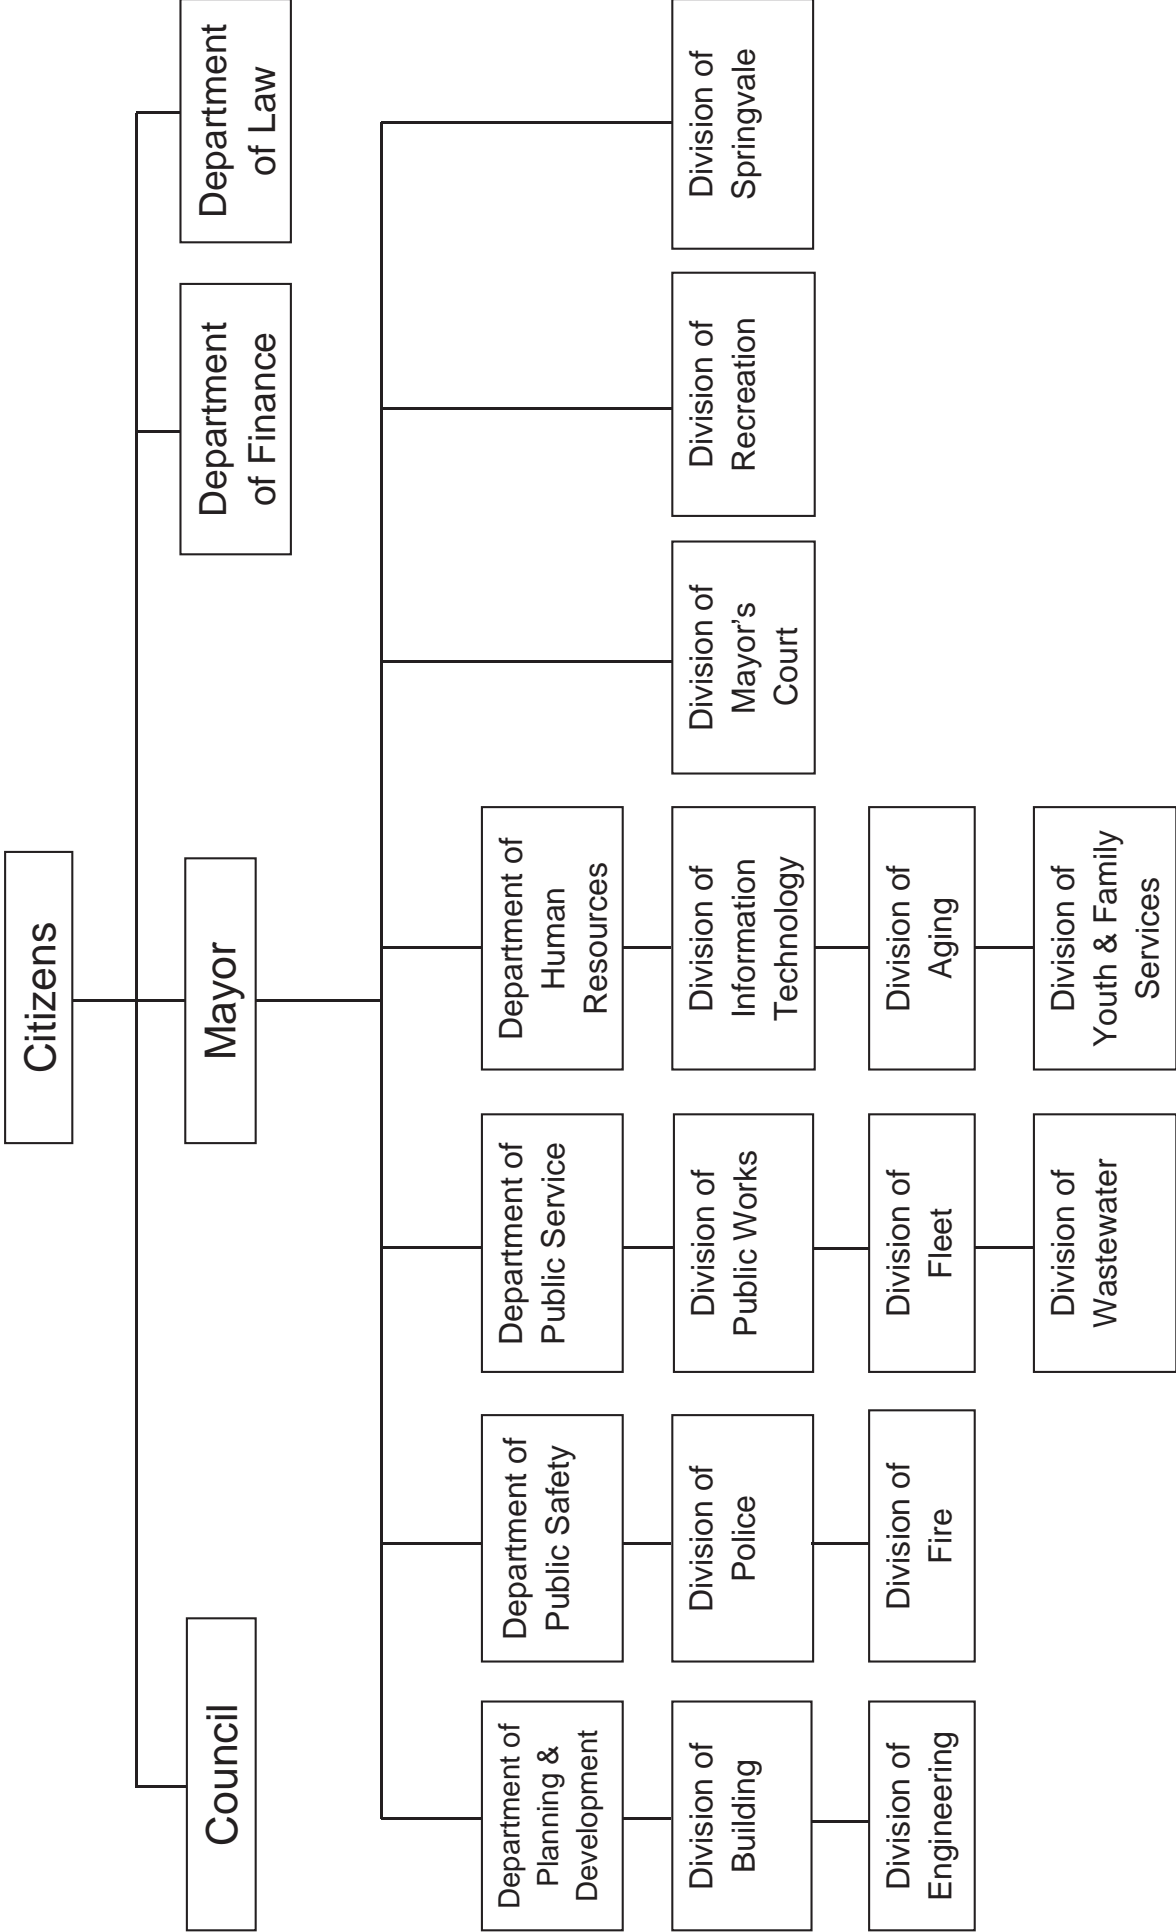 Citizens
Council
Mayor
Department
of Finance
Department
of Law
Department of
Planning &
Development
Department of
Public Safety
Department of
Public Service
Department of
Human
Resources
Division of
Building
Division of
Police
Division of
Public Works
Division of
Information
Technology
Division of
Mayor's
Court
Division of
Recreation
Division of
Springvale
Division of
Engineering
Division of
Fire
Division of
Fleet
Division of
Aging
Division of
Wastewater
Division of
Youth & Family
Services